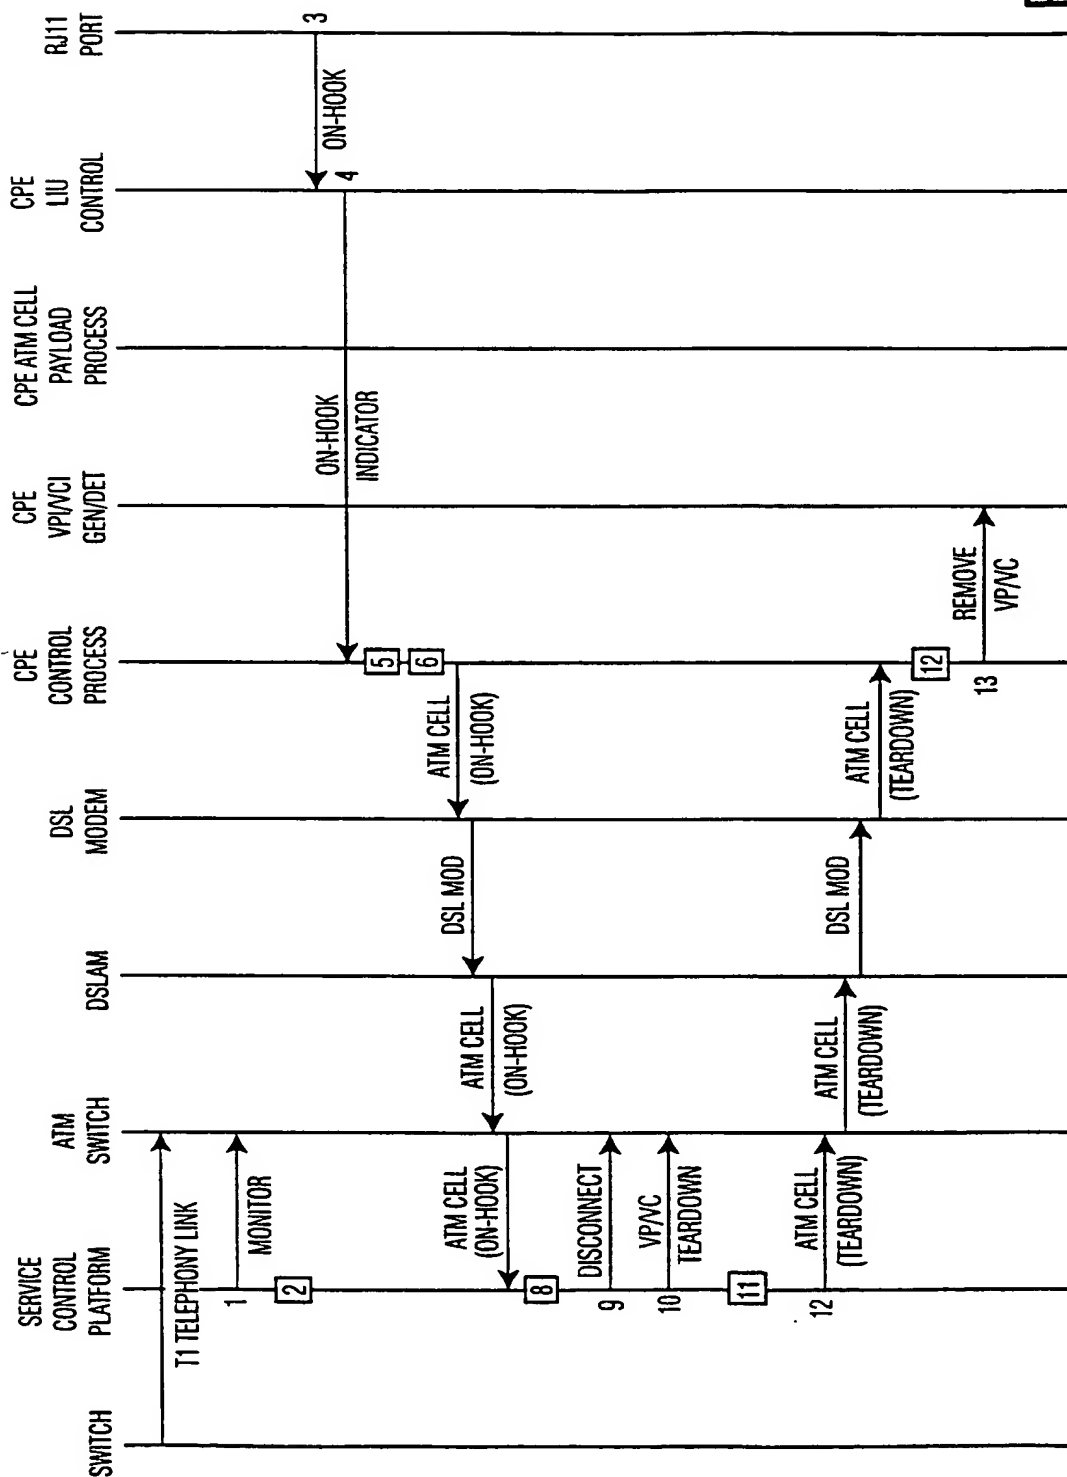 SWITCH
SERVICE
CONTROL
PLATFORM
ATM
SWITCH
DSLAM
DSL
MODEM
CPE
CONTROL
PROCESS
CPE
VPI/VCI
GEN/DET
CPE ATM CELL
PAYLOAD
PROCESS
CPE
LIU
CONTROL
RJ11
PORT
T1 TELEPHONY LINK
1
MONITOR
2
3
ON-HOOK
4
ON-HOOK
INDICATOR
5
6
ATM CELL
(ON-HOOK)
DSL MOD
ATM CELL
(ON-HOOK)
ATM CELL
(ON-HOOK)
8
DISCONNECT
9
VP/VC
TEARDOWN
10
11
12
ATM CELL
(TEARDOWN)
ATM CELL
(TEARDOWN)
DSL MOD
ATM CELL
(TEARDOWN)
12
13
REMOVE
VP/VC